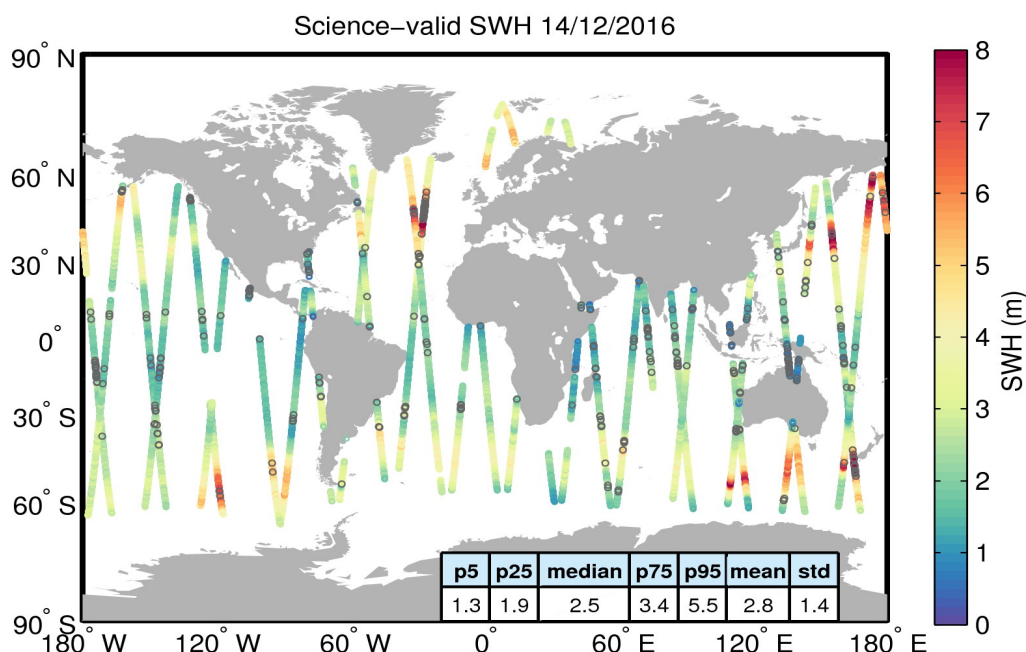 Science–valid SWH 14/12/2016
90° N
60° N
30° N
0°
30° S
60° S
90° S
180° W
120° W
60° W
0°
60° E
120° E
180° E
p5 p25 median p75 p95 mean std
1.3 1.9 2.5 3.4 5.5 2.8 1.4
8
7
6
5
4
3
2
1
0
SWH (m)